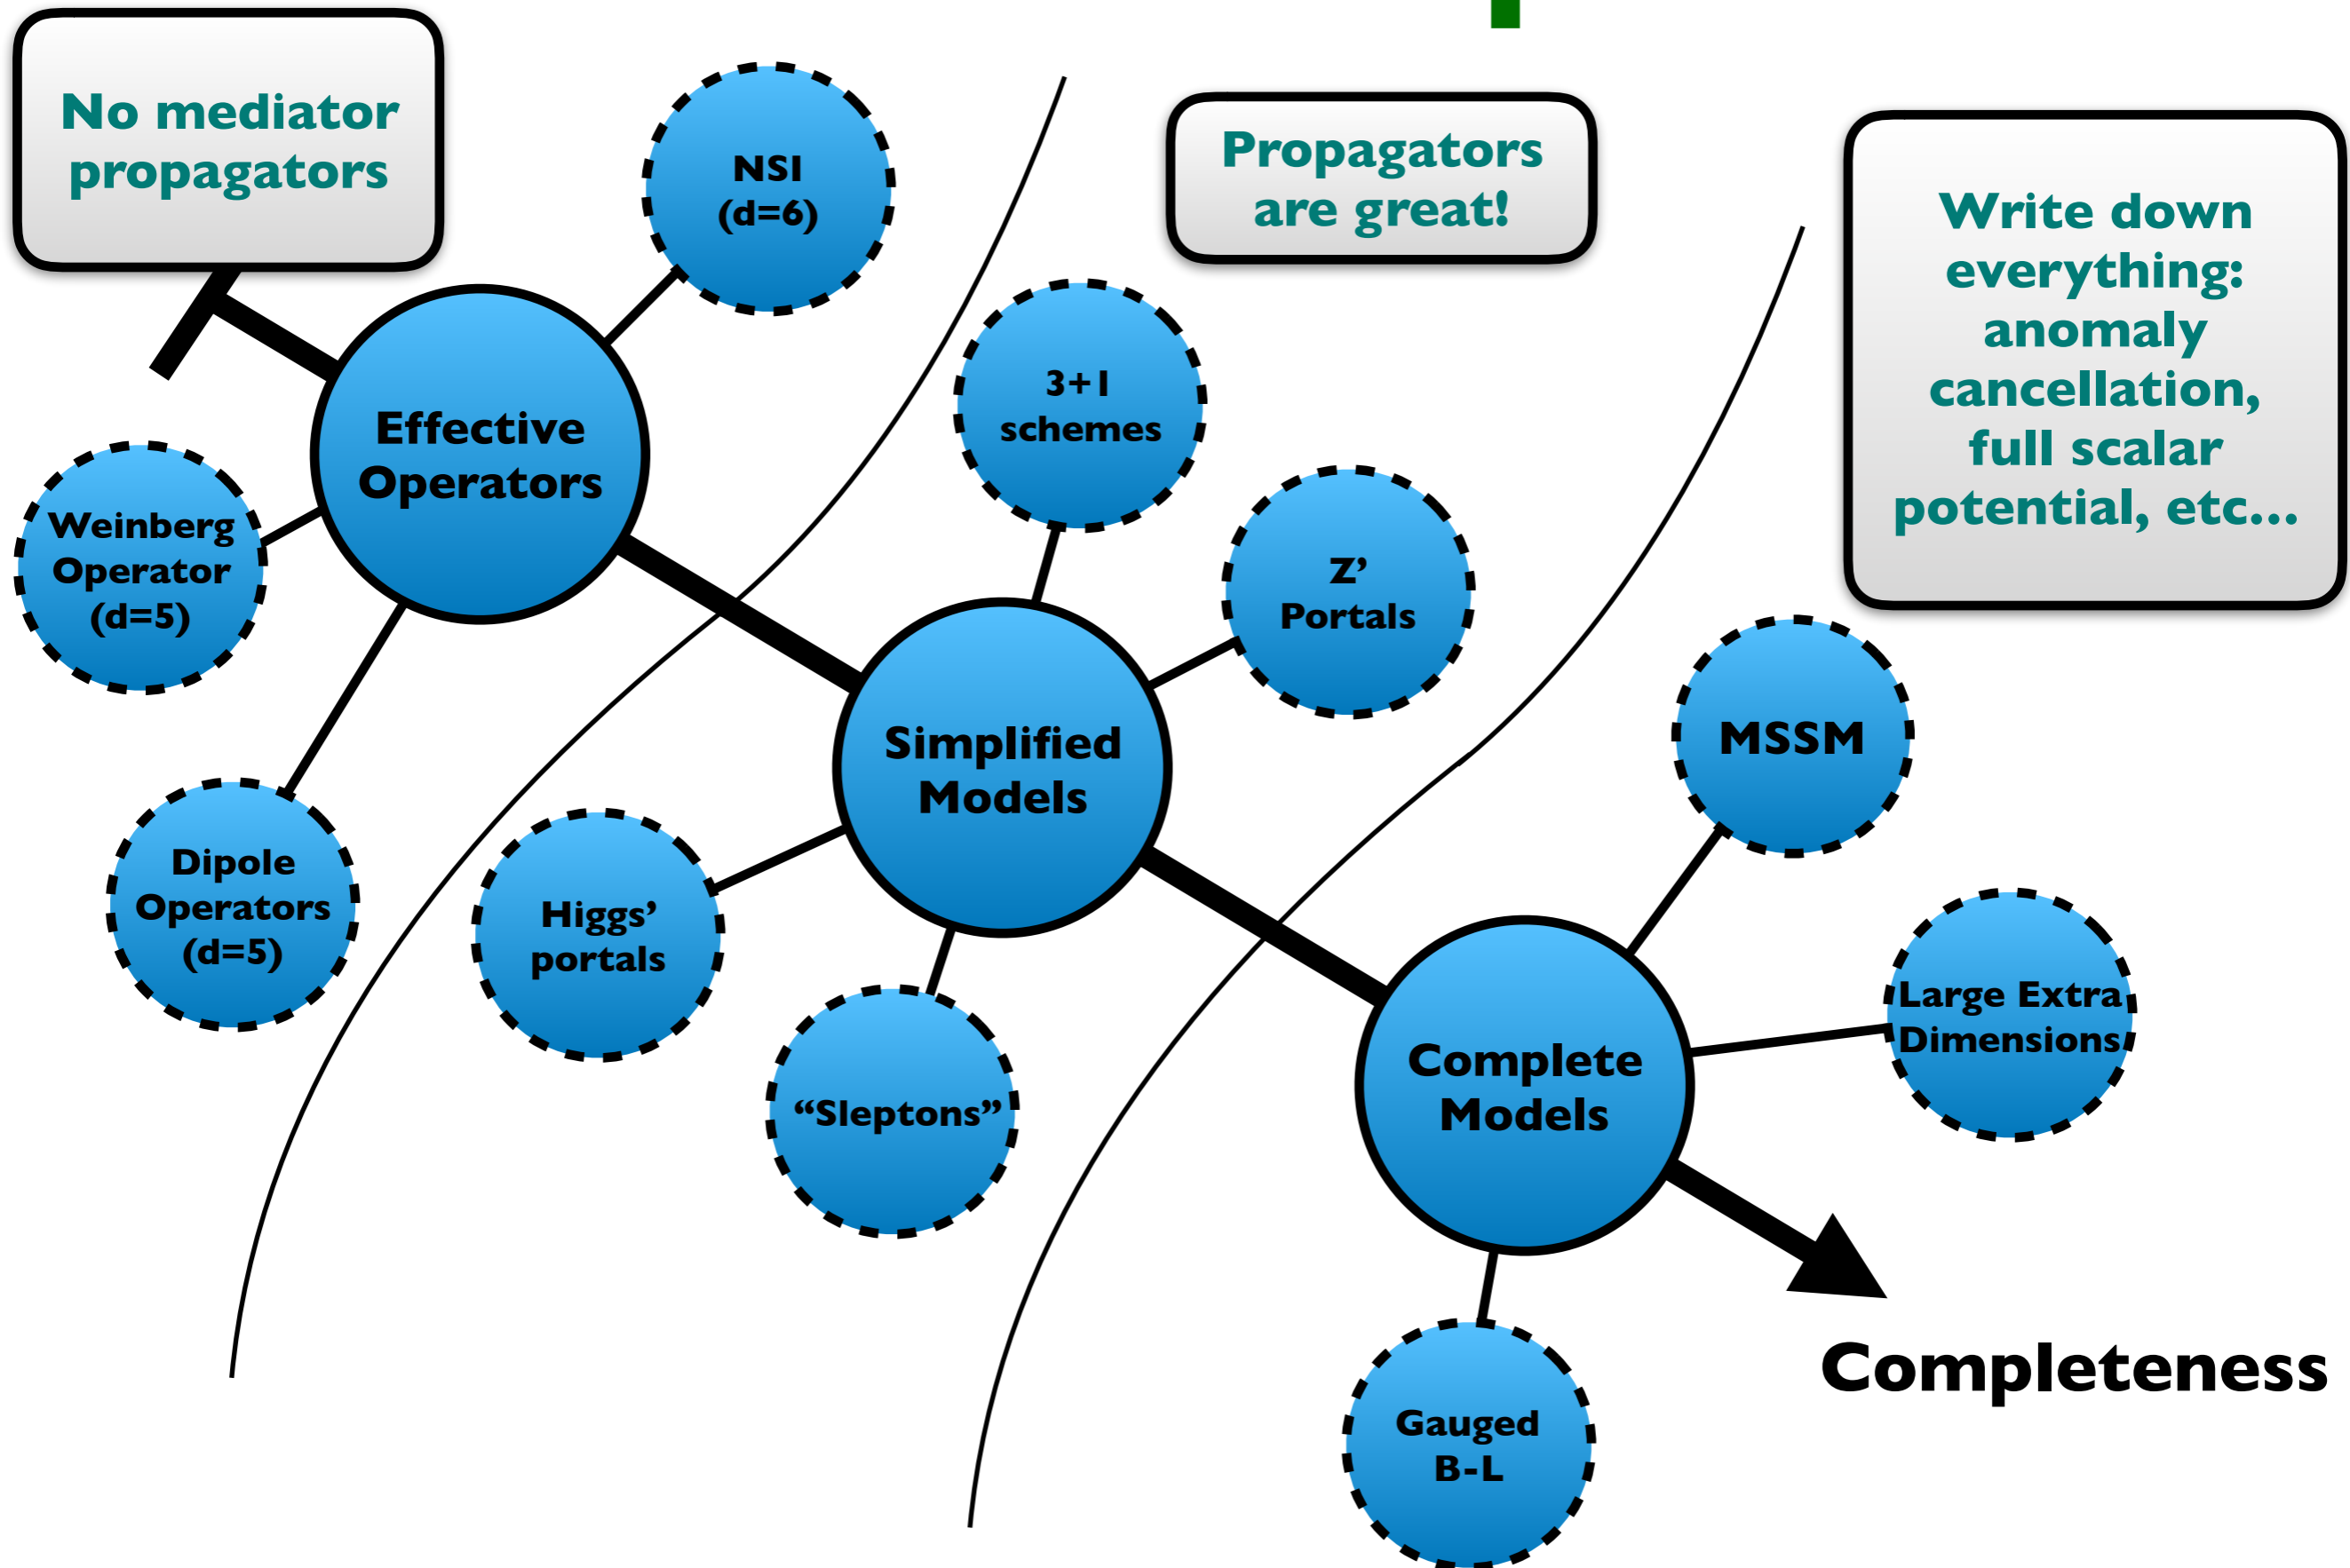 No mediator
propagators
NSI
(d=6)
Propagators
are great!
Write down
everything:
anomaly
cancellation,
full scalar
potential, etc...
Effective
Operators
3+1
schemes
Weinberg
Operator
(d=5)
Z’
Portals
Simplified
Models
MSSM
Dipole
Operators
(d=5)
Higgs’
portals
“Sleptons”
Large Extra
Dimensions
Complete
Models
Completeness
Gauged
B-L